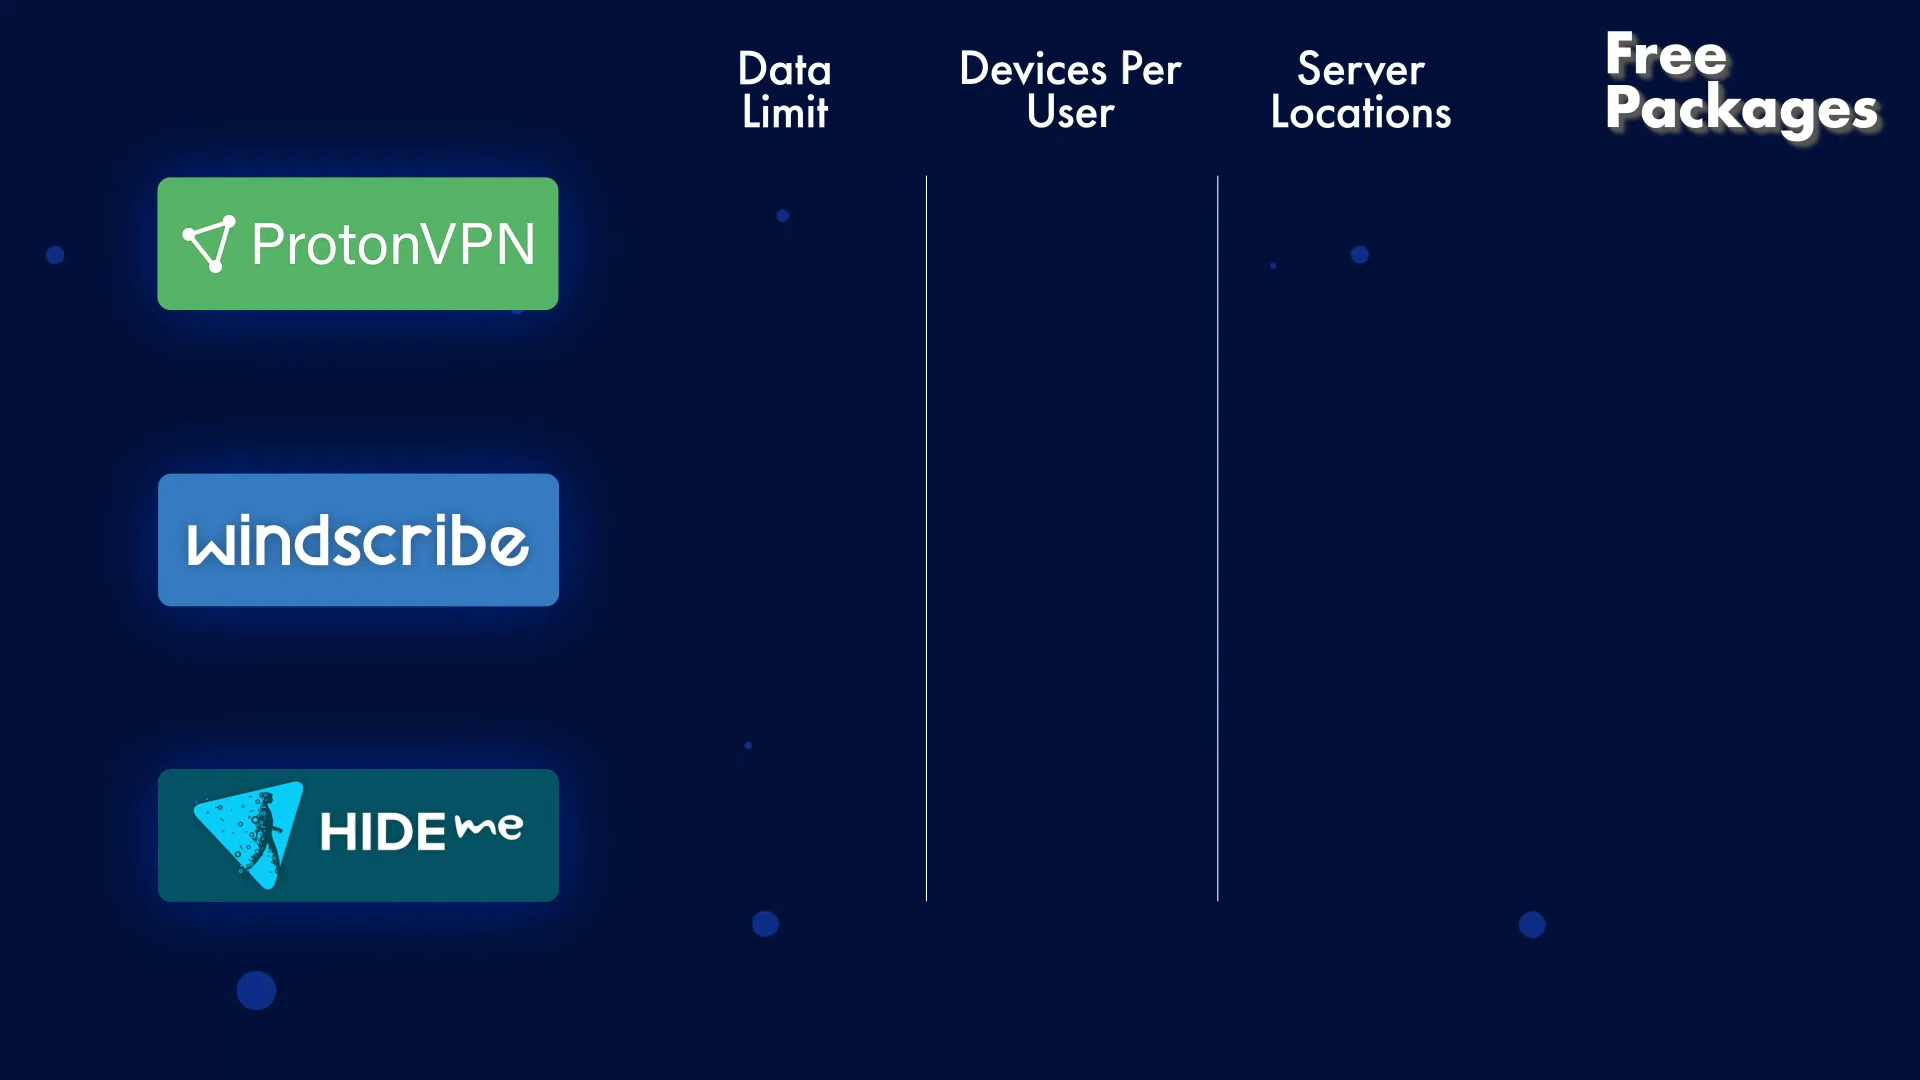 Data
Limit
Devices Per
User
Server
Locations
Free
Packages
ProtonVPN
windscribe
HIDE me